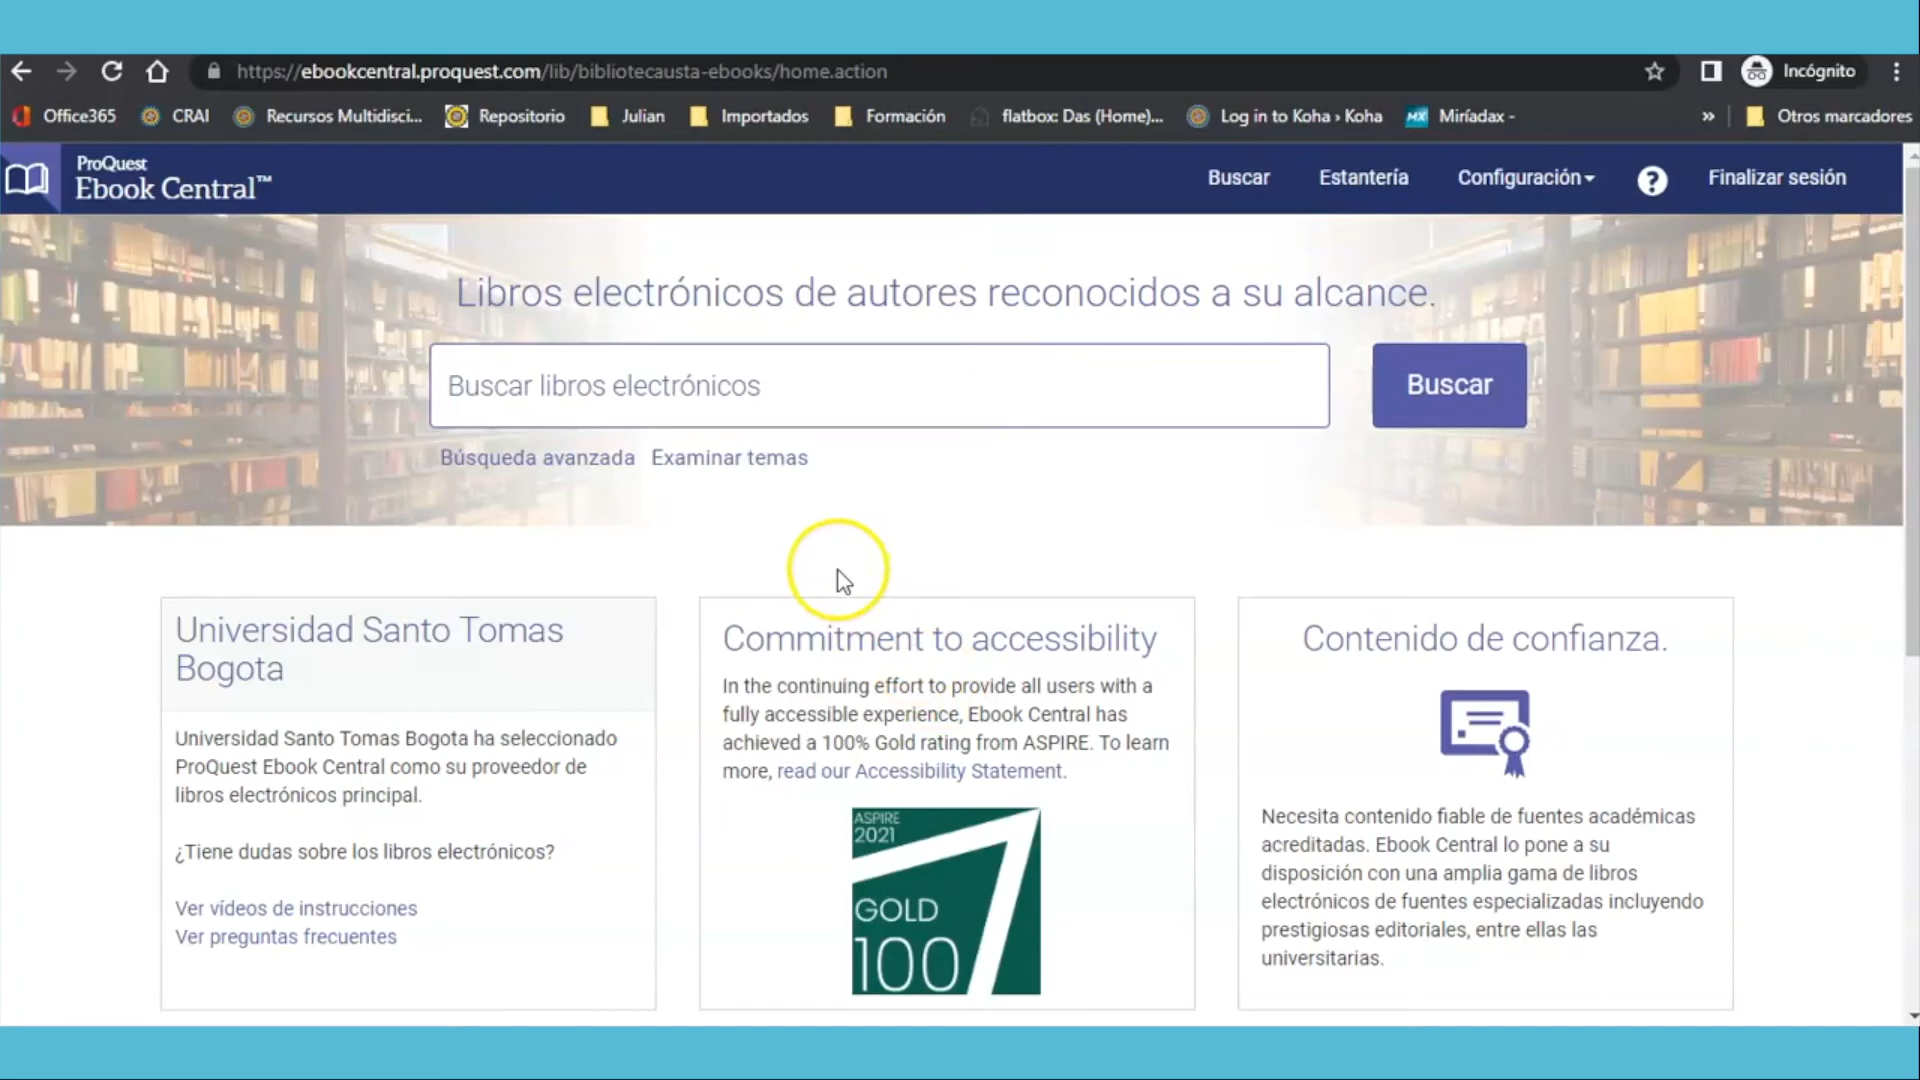 https://ebookcentral.proquest.com/lib/bibliotecausta-ebooks/home.action
Incógnito
Office365
CRAI
Recursos Multidisci...
Repositorio
Julian
Importados
Formación
flatbox: Das (Home)...
Log in to Koha › Koha
MX
Miríadax -
»
Otros marcadores
ProQuest
Ebook Central™
Buscar
Estantería
Configuración
?
Finalizar sesión
Libros electrónicos de autores reconocidos a su alcance.
Buscar libros electrónicos
Buscar
Búsqueda avanzada
Examinar temas
Universidad Santo Tomas
Bogota
Universidad Santo Tomas Bogota ha seleccionado
ProQuest Ebook Central como su proveedor de
libros electrónicos principal.
¿Tiene dudas sobre los libros electrónicos?
Ver vídeos de instrucciones
Ver preguntas frecuentes
Commitment to accessibility
In the continuing effort to provide all users with a
fully accessible experience, Ebook Central has
achieved a 100% Gold rating from ASPIRE. To learn
more, read our Accessibility Statement.
ASPIRE
2021
GOLD
100
Contenido de confianza.
Necesita contenido fiable de fuentes académicas
acreditadas. Ebook Central lo pone a su
disposición con una amplia gama de libros
electrónicos de fuentes especializadas incluyendo
prestigiosas editoriales, entre ellas las
universitarias.